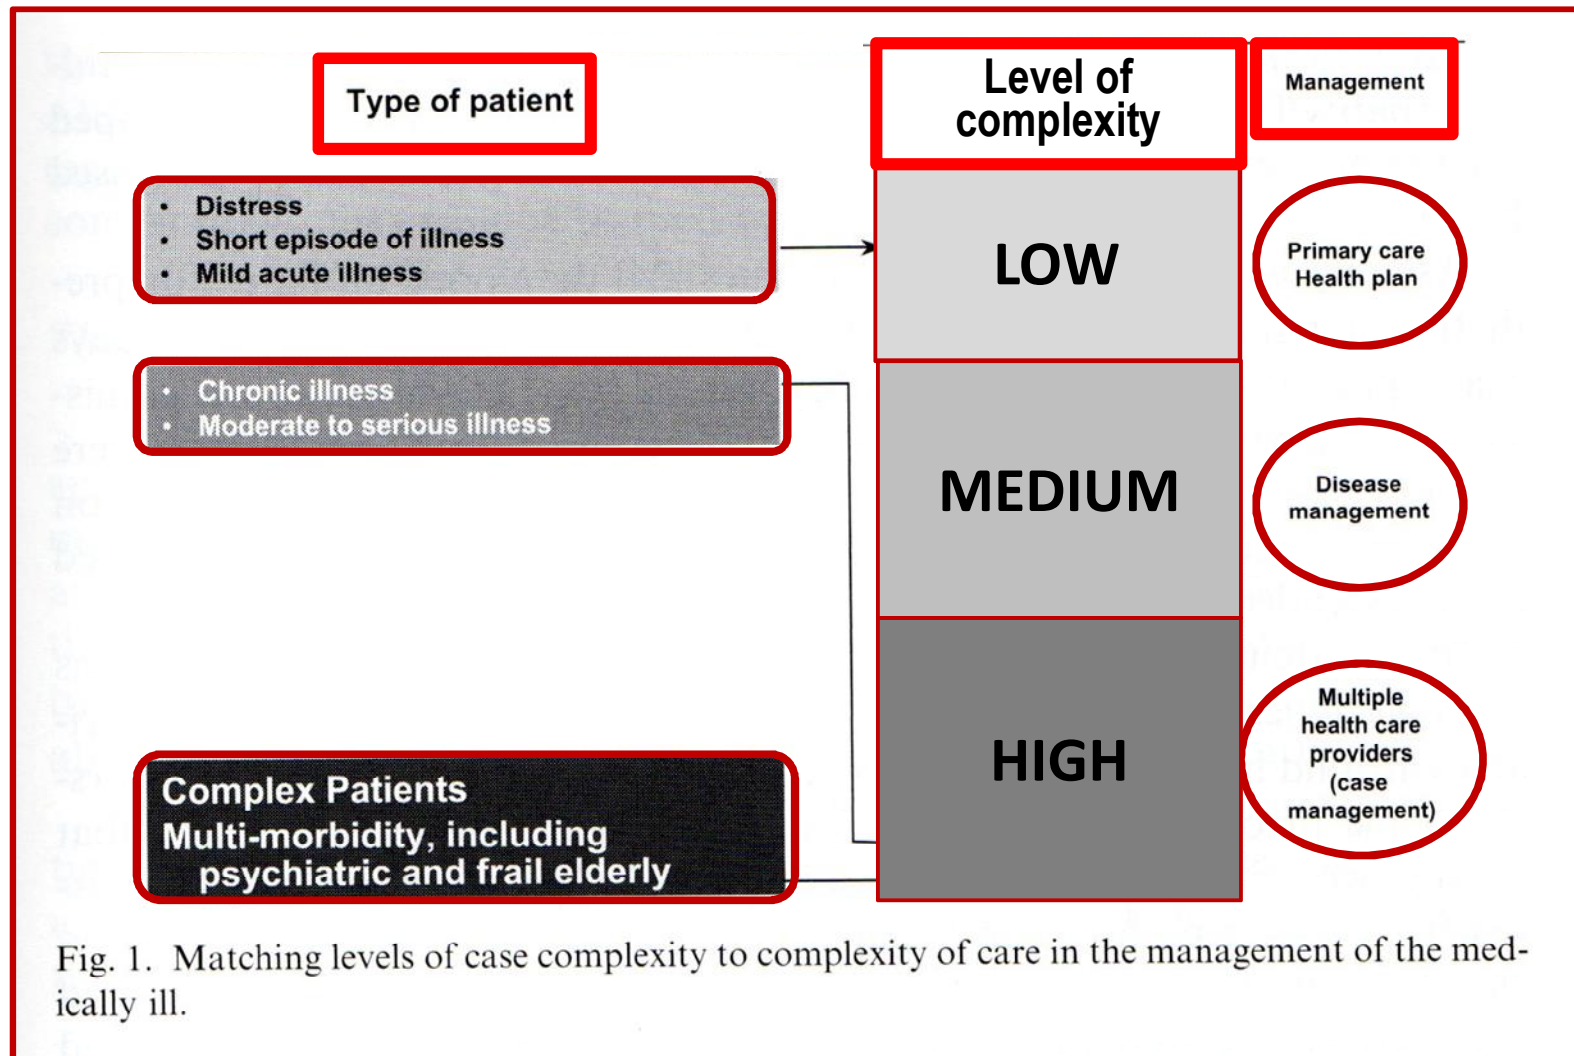 Type of patient
Level of
complexity
Management
• Distress
• Short episode of illness
• Mild acute illness
LOW
Primary care
Health plan
• Chronic illness
• Moderate to serious illness
MEDIUM
Disease
management
Complex Patients
Multi-morbidity, including
psychiatric and frail elderly
HIGH
Multiple
health care
providers
(case
management)
Fig. 1. Matching levels of case complexity to complexity of care in the management of the med-
ically ill.